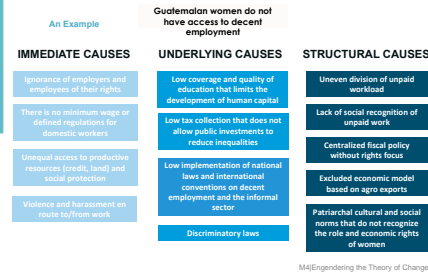 An Example
Guatemalan women do not
have access to decent
employment
IMMEDIATE CAUSES
Ignorance of employers and
employees of their rights
There is no minimum wage or
defined regulations for
domestic workers
Unequal access to productive
resources (credit, land) and
social protection
Violence and harassment en
route to/from work
UNDERLYING CAUSES
Low coverage and quality of
education that limits the
development of human capital
Low tax collection that does not
allow public investments to
reduce inequalities
Low implementation of national
laws and international
conventions on decent
employment and the informal
sector
Discriminatory laws
STRUCTURAL CAUSES
Uneven division of unpaid
workload
Lack of social recognition of
unpaid work
Centralized fiscal policy
without rights focus
Excluded economic model
based on agro exports
Patriarchal cultural and social
norms that do not recognize
the role and economic rights
of women
M4|Engendering the Theory of Change